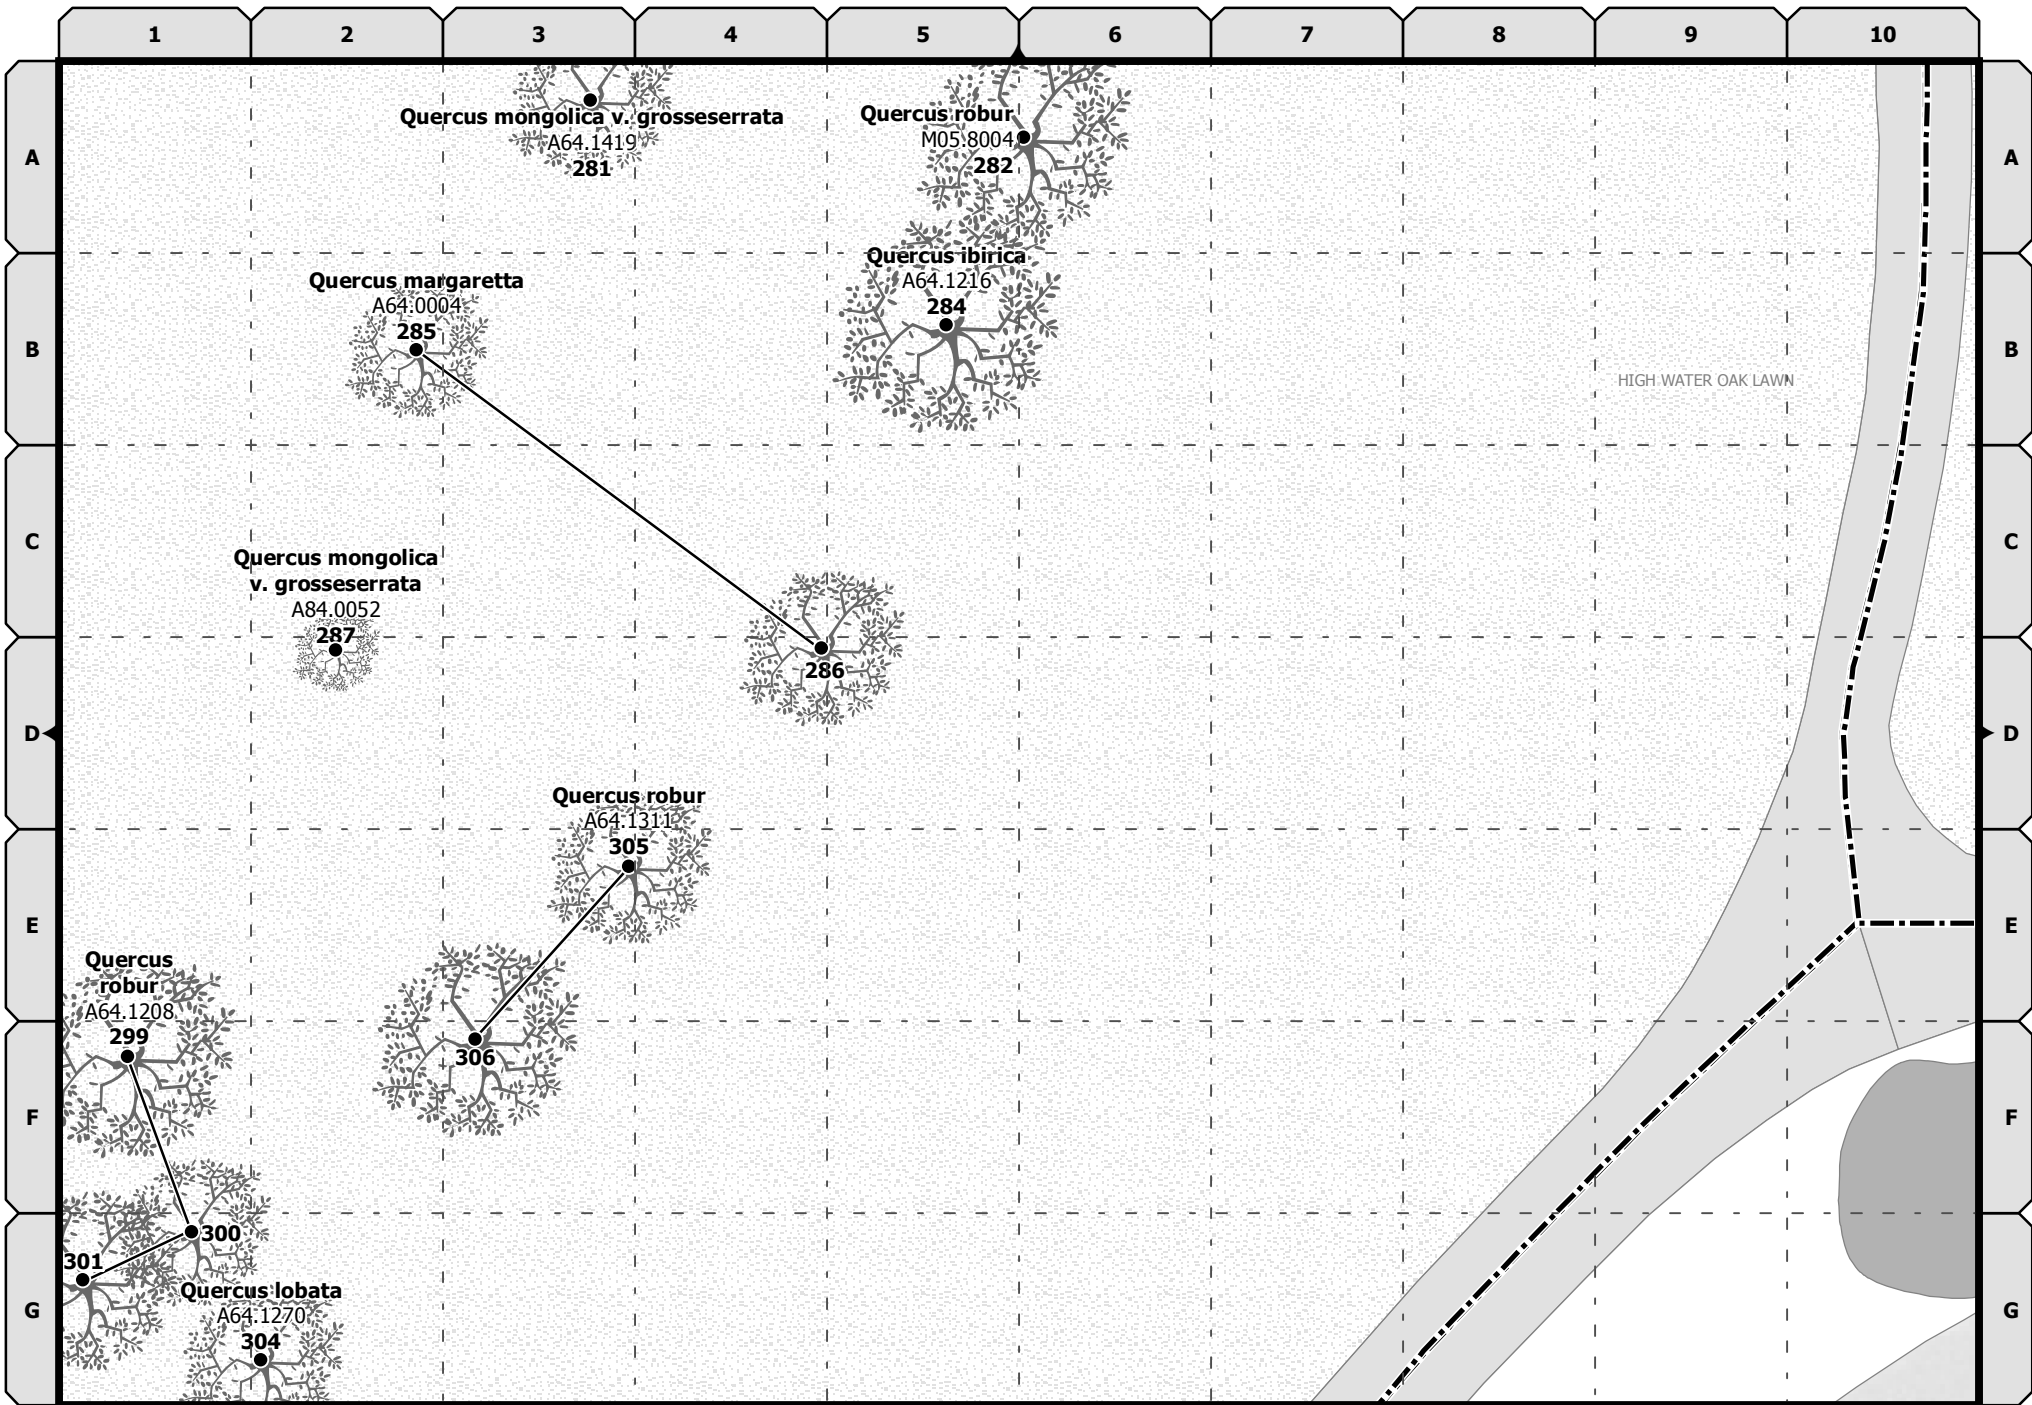 1 2 3 4 5 6 7 8 9 10
A
Quercus mongolica v. grosseserrata
A64.1419
281
Quercus robur
M05.8004
282
A
B
Quercus margaretta
A64.0004
285
Quercus ibirica
A64.1216
284
HIGH WATER OAK LAWN
B
C
Quercus mongolica
v. grosseserrata
A84.0052
287
C
286
D
D
Quercus robur
A64.1311
305
E
E
Quercus
robur
A64.1208
299
306
F
F
300
301
G
Quercus lobata
A64.1270
304
G